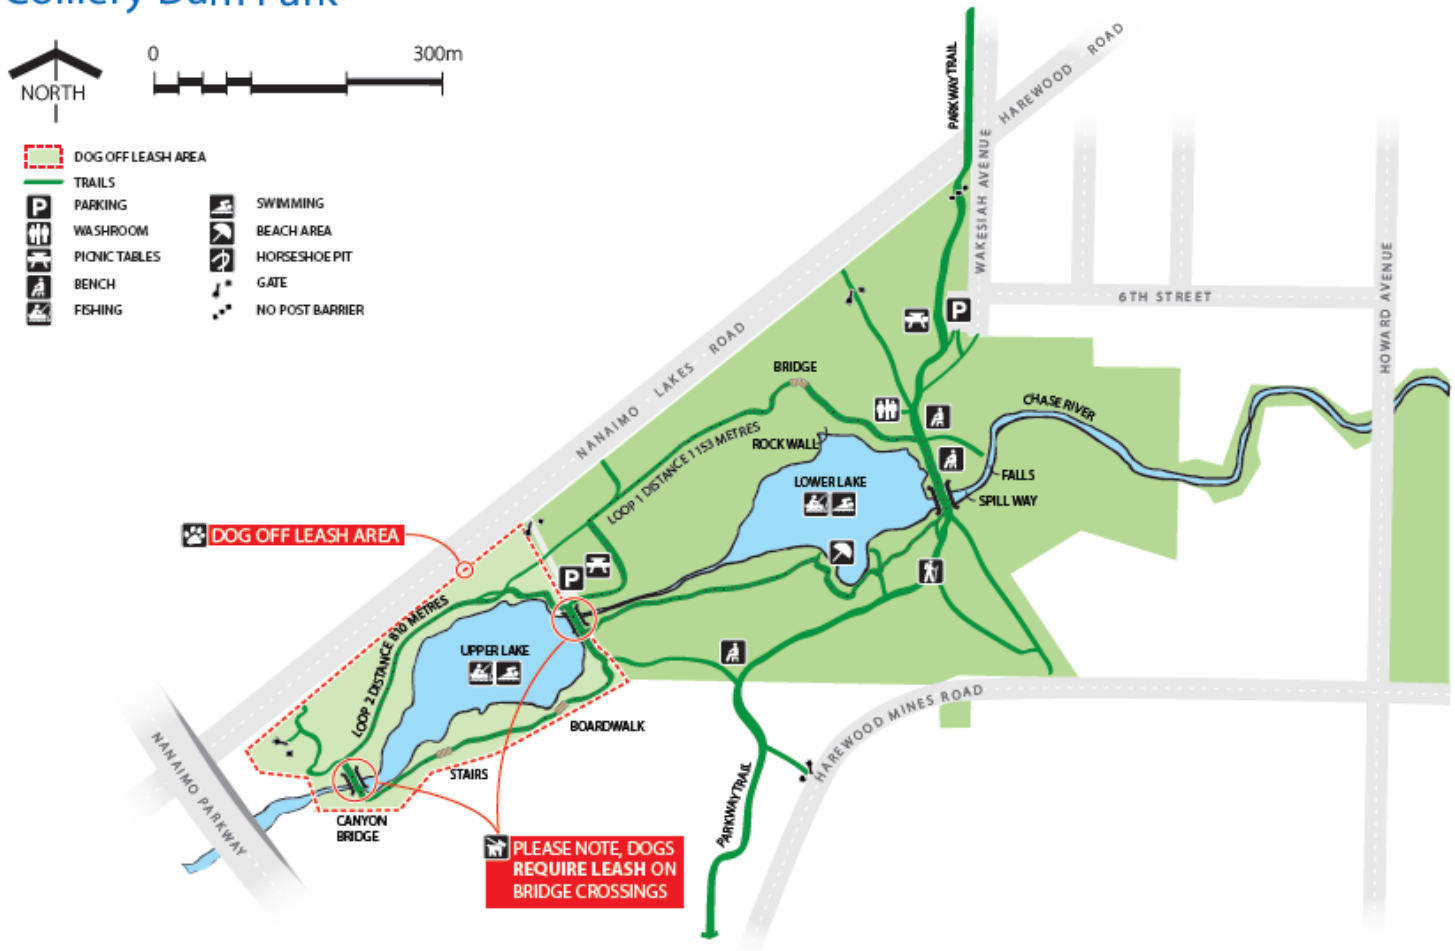 Colliery Dam Park
0 300m
NORTH
DOG OFF LEASH AREA
TRAILS
P PARKING
WASHROOM
PICNIC TABLES
BENCH
FISHING
SWIMMING
BEACH AREA
HORSESHOE PIT
GATE
NO POST BARRIER
PARKWAY TRAIL
HAREWOOD ROAD
WAKESIAH AVENUE
6TH STREET
HOWARD AVENUE
NANAIMO LAKES ROAD
P
BRIDGE
CHASE RIVER
LOOP 1 DISTANCE 1153 METRES
ROCK WALL
LOWER LAKE
FALLS
SPILL WAY
DOG OFF LEASH AREA
P
LOOP 2 DISTANCE 810 METRES
UPPER LAKE
BOARDWALK
STAIRS
HAREWOOD MINES ROAD
NANAIMO PARKWAY
CANYON
BRIDGE
PARKWAY TRAIL
PLEASE NOTE, DOGS
REQUIRE LEASH ON
BRIDGE CROSSINGS